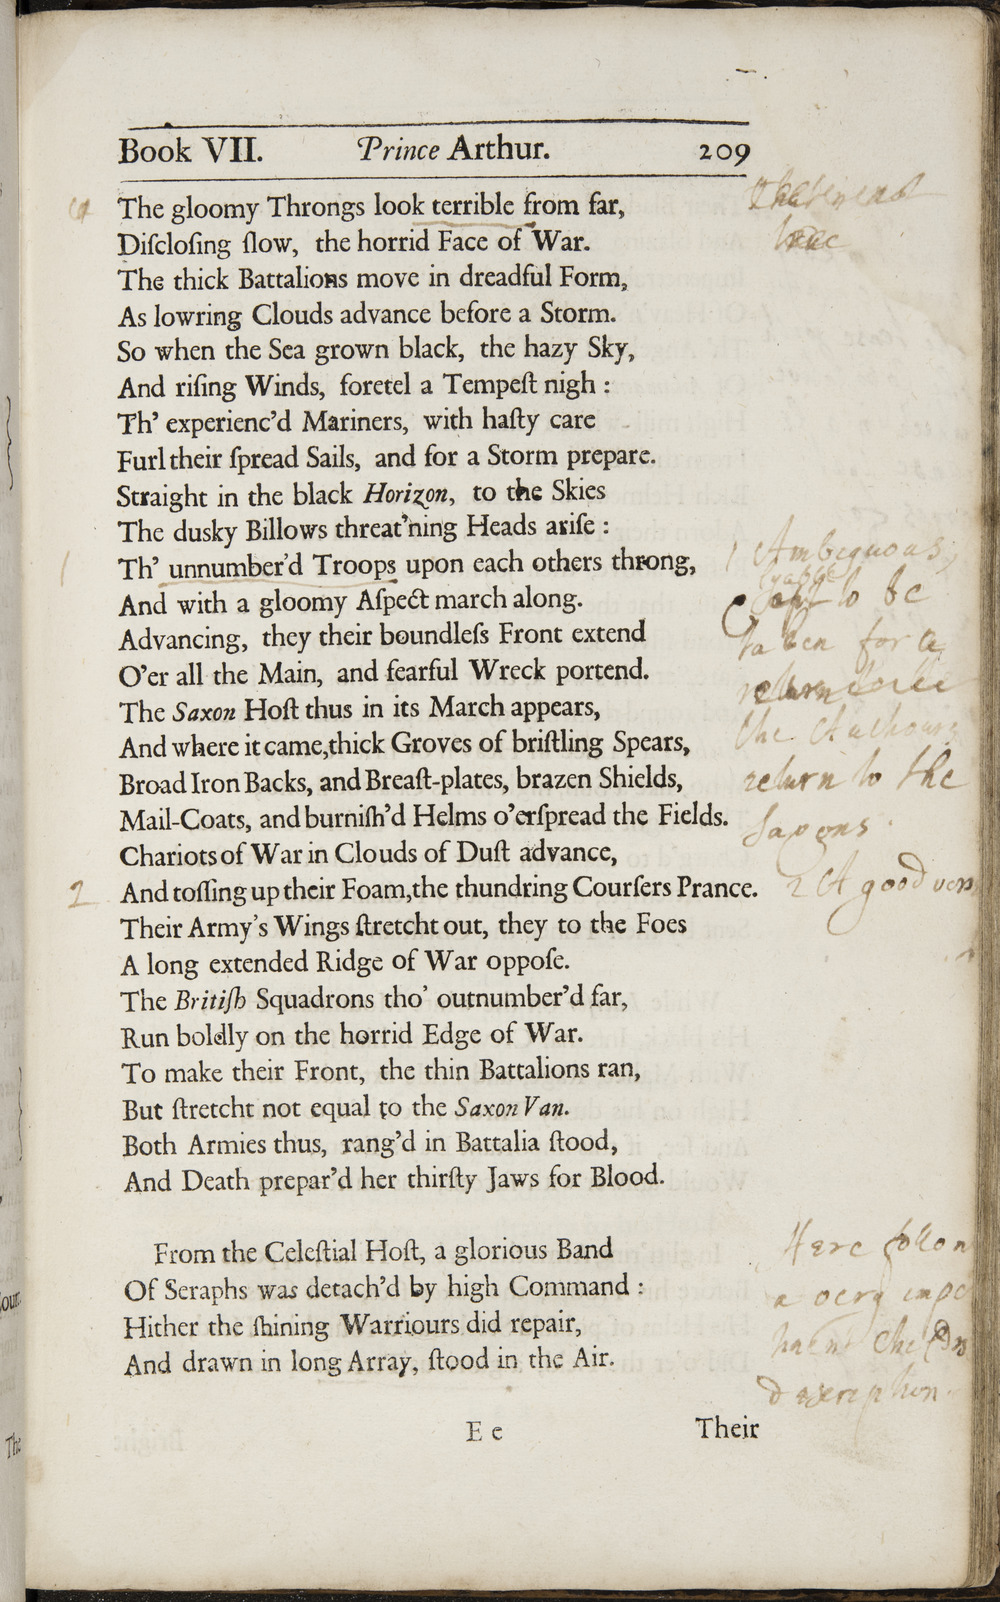 Book VII. Prince Arthur. 209
The gloomy Throngs look terrible from far,
Diſcloſing ſlow, the horrid Face of War.
The thick Battalions move in dreadful Form,
As lowring Clouds advance before a Storm.
So when the Sea grown black, the hazy Sky,
And riſing Winds, foretel a Tempeſt nigh :
Th' experienc'd Mariners, with haſty care
Furl their ſpread Sails, and for a Storm prepare.
Straight in the black Horizon, to the Skies
The dusky Billows threat'ning Heads ariſe :
1
Th' unnumber'd Troops upon each others throng,
1 Ambiguous,
And with a gloomy Aſpect march along.
apt to be
Advancing, they their boundleſs Front extend
taken for a
O'er all the Main, and fearful Wreck portend.
return
The Saxon Hoſt thus in its March appears,
the Authours
And where it came,thick Groves of briſtling Spears,
return to the
Broad Iron Backs, and Breaſt-plates, brazen Shields,
Saxons.
Mail-Coats, and burniſh'd Helms o'erſpread the Fields.
Chariots of War in Clouds of Duſt advance,
2
And toſſing up their Foam,the thundring Courſers Prance.
2 A good vers
Their Army's Wings ſtretcht out, they to the Foes
A long extended Ridge of War oppoſe.
The Britiſh Squadrons tho' outnumber'd far,
Run boldly on the horrid Edge of War.
To make their Front, the thin Battalions ran,
But ſtretcht not equal to the Saxon Van.
Both Armies thus, rang'd in Battalia ſtood,
And Death prepar'd her thirſty Jaws for Blood.
From the Celeſtial Hoſt, a glorious Band
Here follow
Of Seraphs was detach'd by high Command :
a very
Hither the ſhining Warriours did repair,
And drawn in long Array, ſtood in the Air.
description.
E e Their